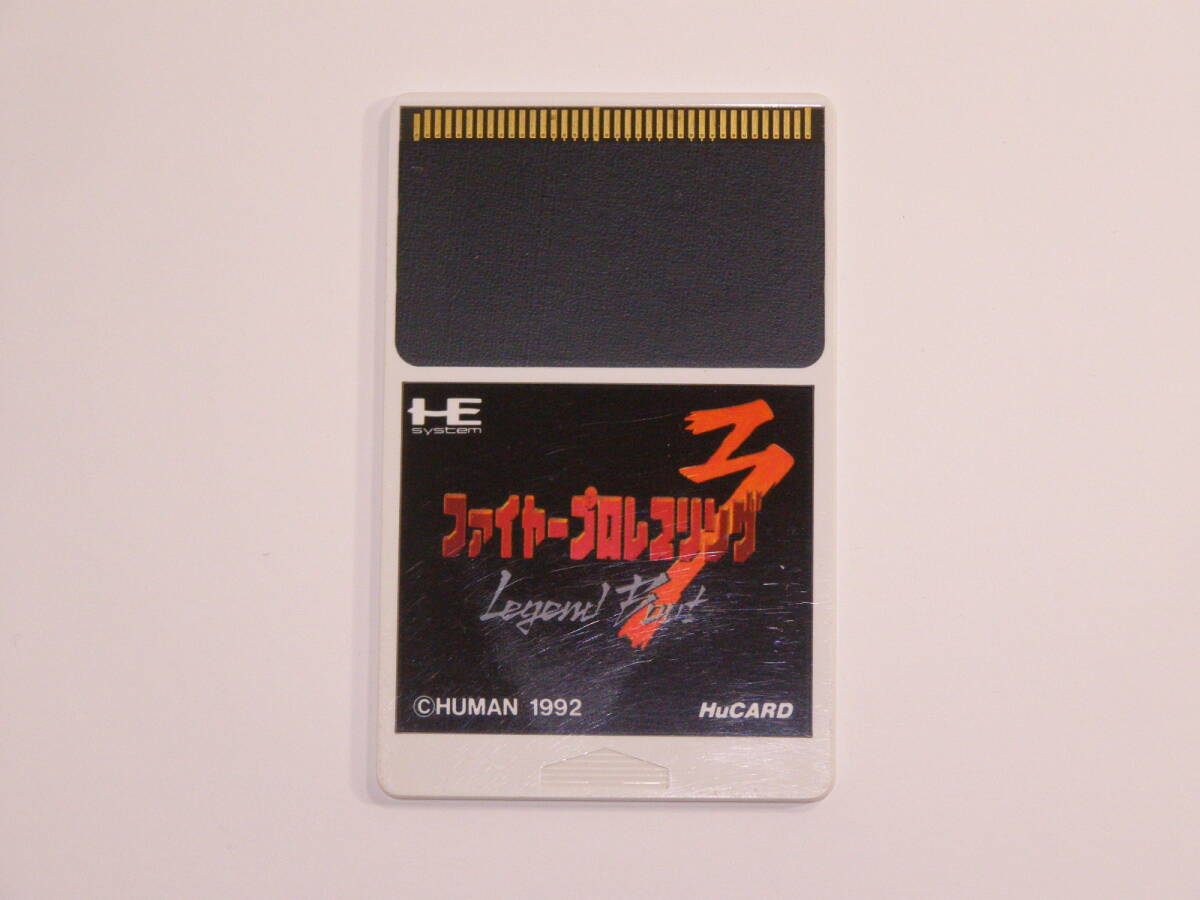 HE
system
3
ファイヤープロレスリング
Legend Bout
©HUMAN 1992
HuCARD